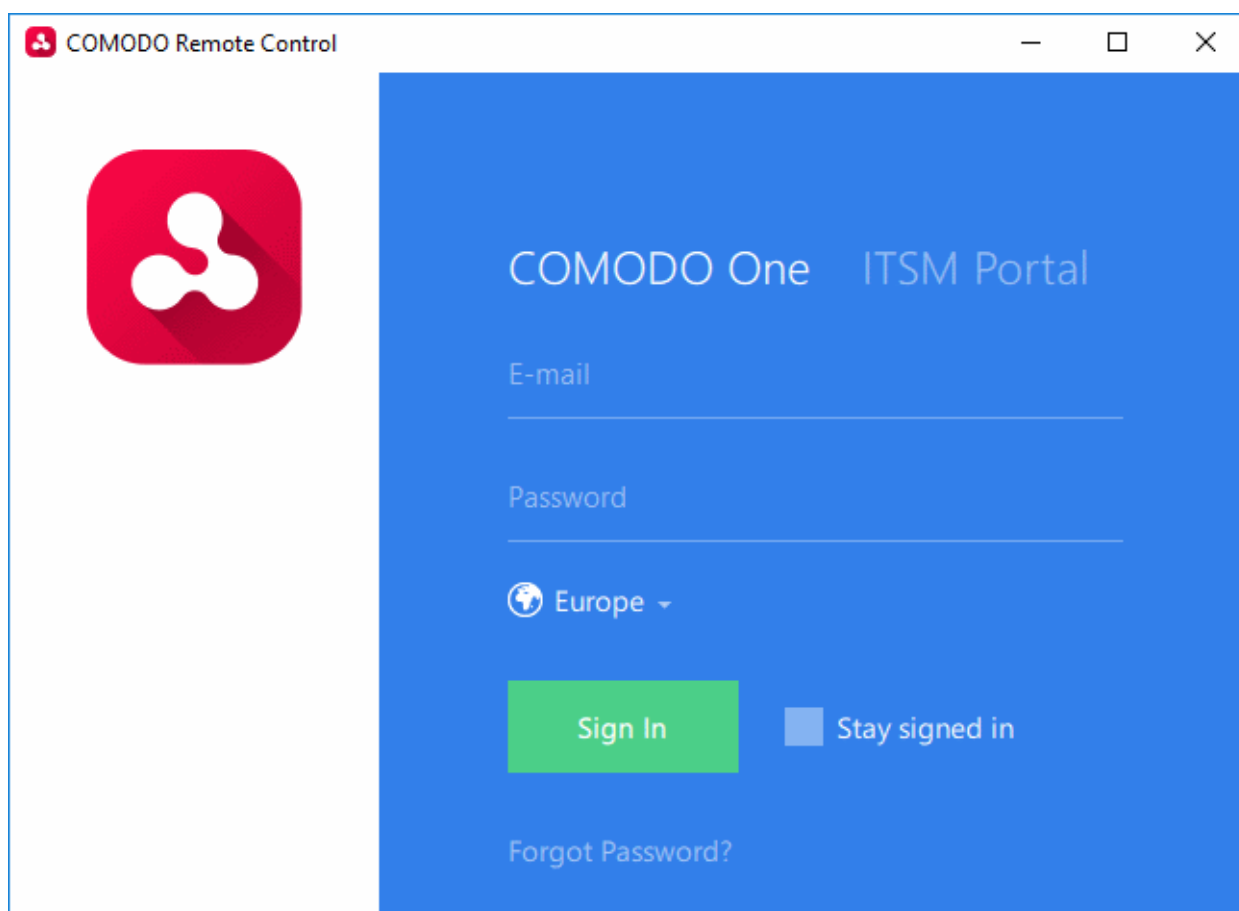 COMODO Remote Control
COMODO One ITSM Portal
E-mail
Password
Europe
Sign In Stay signed in
Forgot Password?